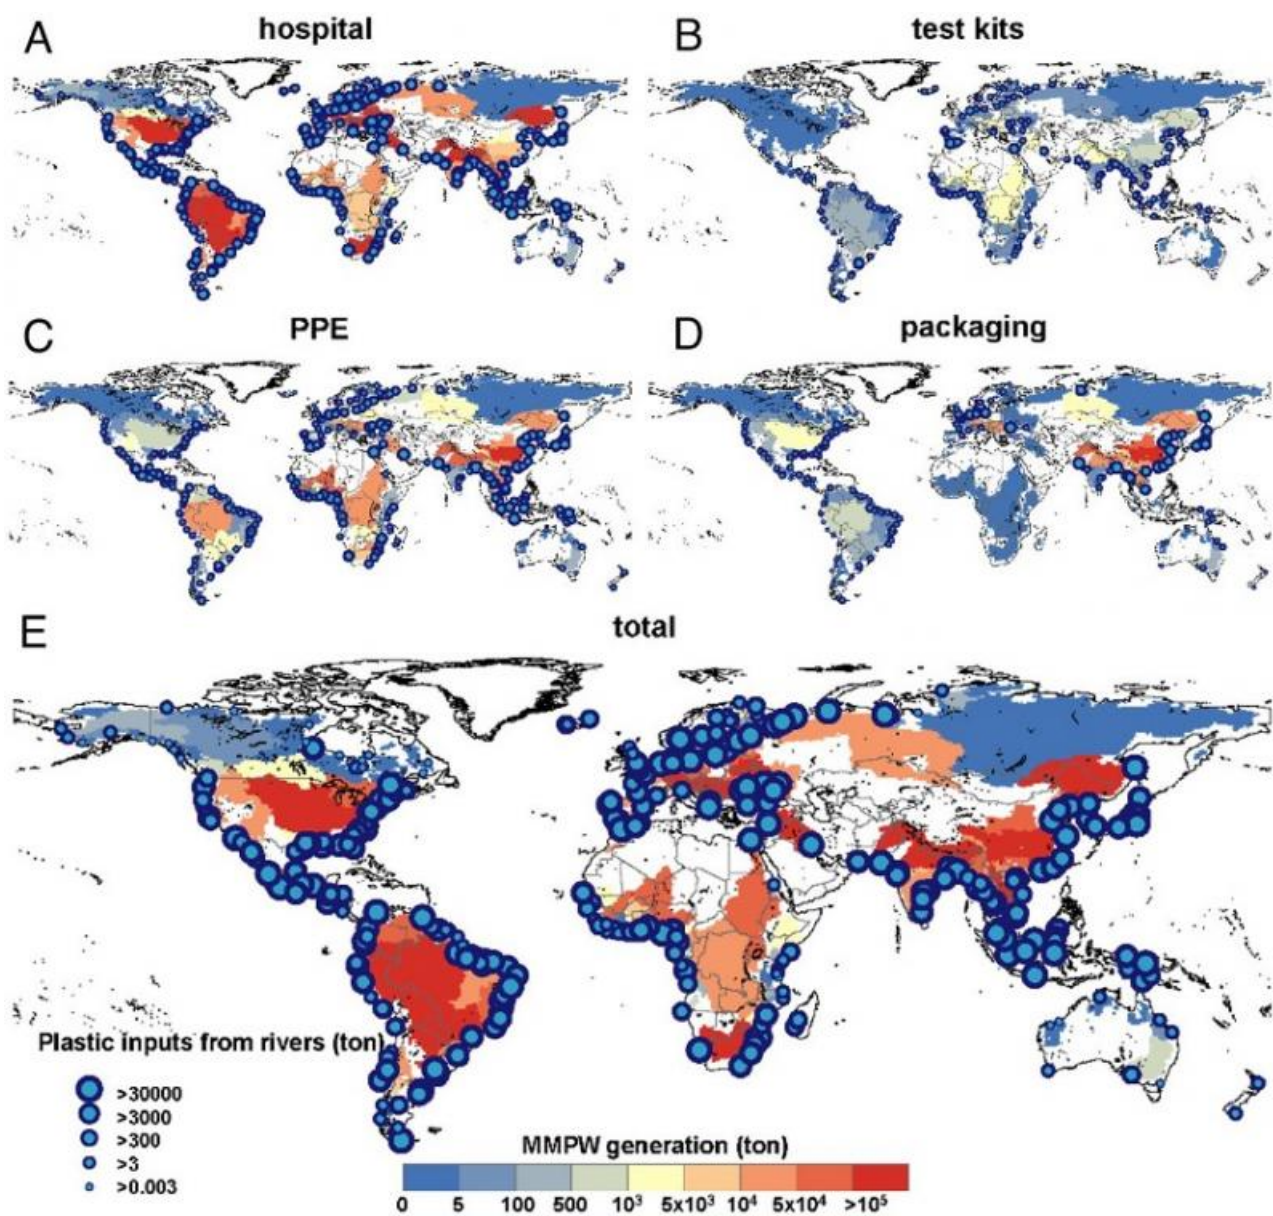 A hospital
B test kits
C PPE
D packaging
E total
Plastic inputs from rivers (ton)
>30000
>3000
>300
>3
>0.003
MMPW generation (ton)
0 5 100 500 10³ 5x10³ 10⁴ 5x10⁴ >10⁵